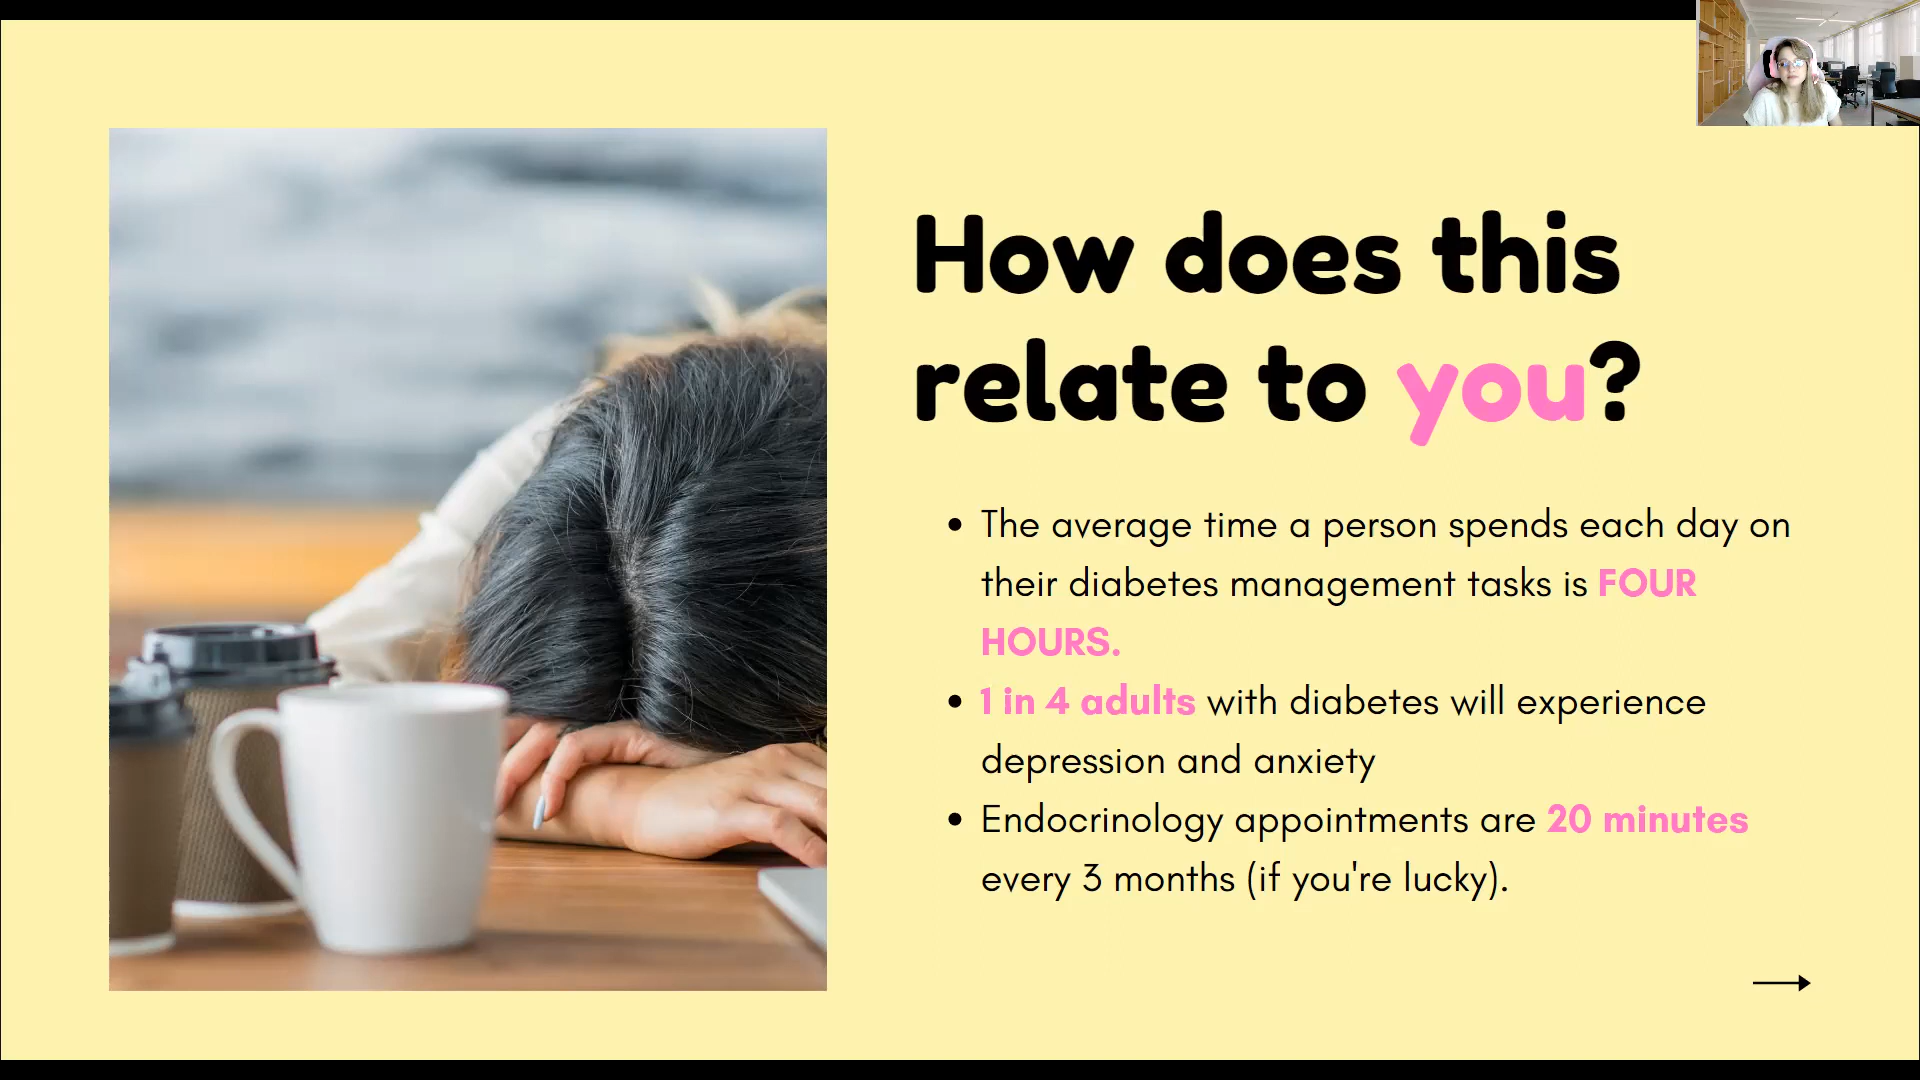 How does this
relate to you?
• The average time a person spends each day on
their diabetes management tasks is FOUR
HOURS.
• 1 in 4 adults with diabetes will experience
depression and anxiety
• Endocrinology appointments are 20 minutes
every 3 months (if you're lucky).